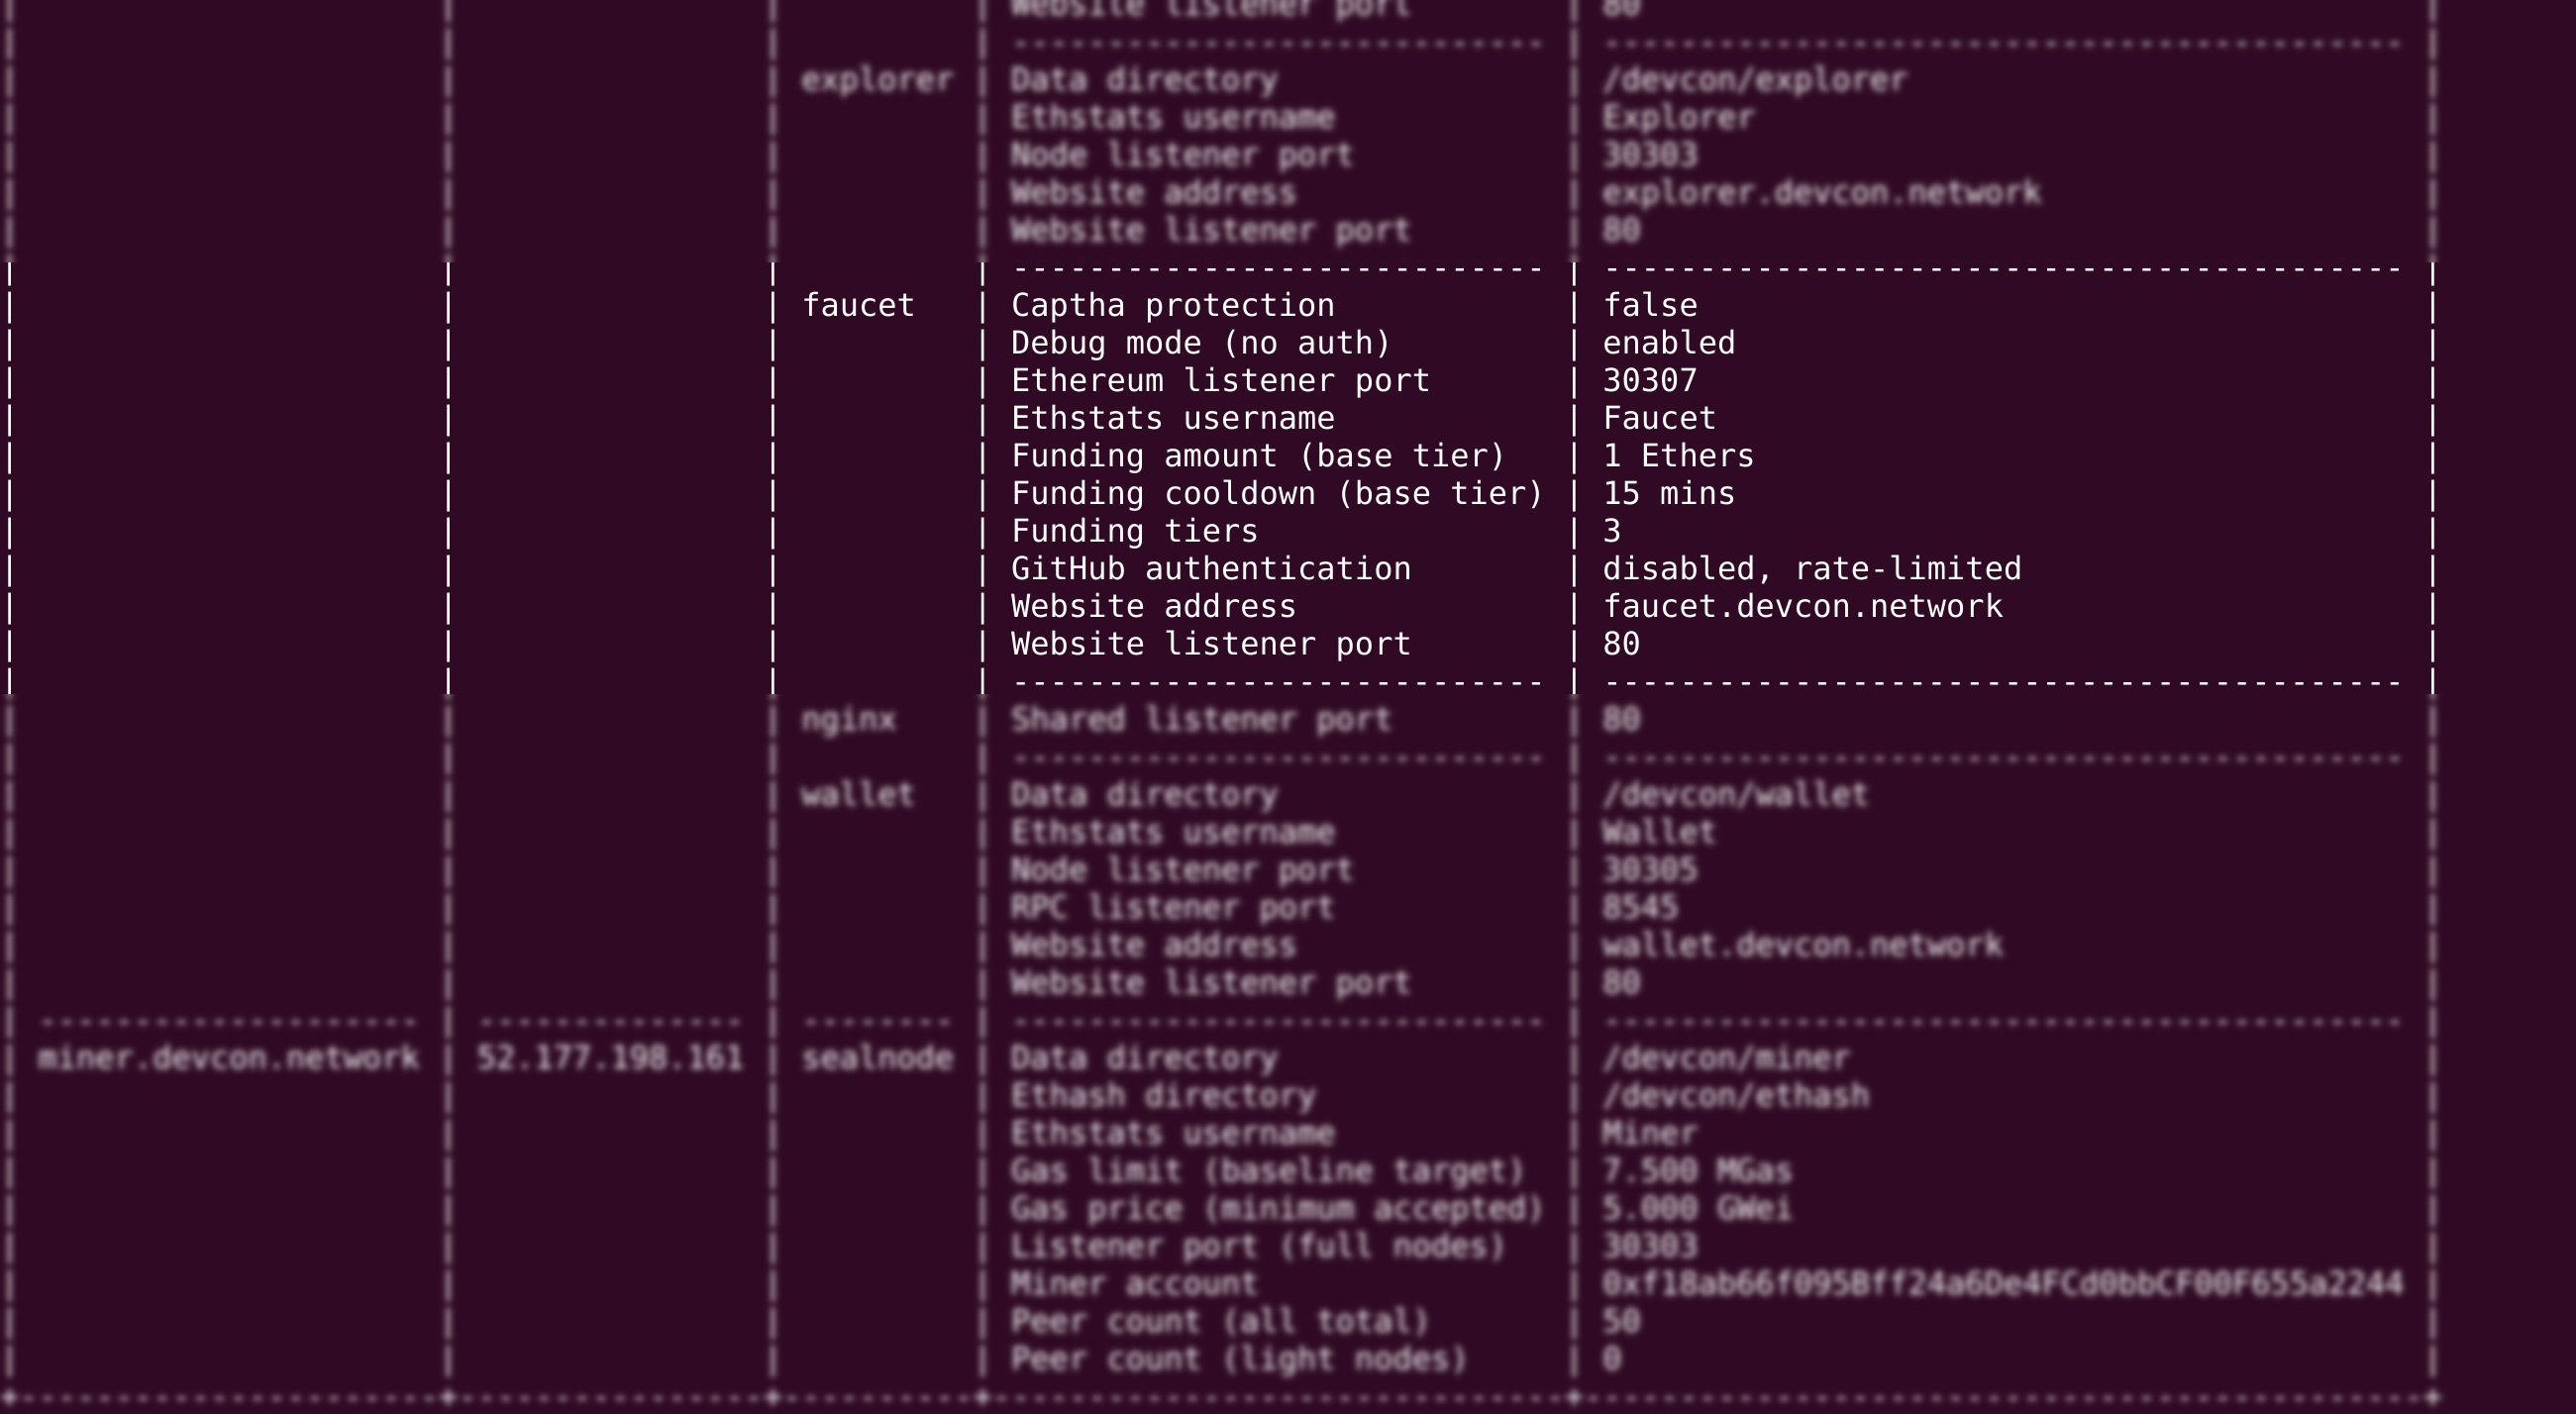 | | | | Website listener port | 80 |
| | | | ---------------------------- | ------------------------------------------ |
| | | explorer | Data directory | /devcon/explorer |
| | | | Ethstats username | Explorer |
| | | | Node listener port | 30303 |
| | | | Website address | explorer.devcon.network |
| | | | Website listener port | 80 |
| | | | ---------------------------- | ------------------------------------------ |
| | | faucet | Captha protection | false |
| | | | Debug mode (no auth) | enabled |
| | | | Ethereum listener port | 30307 |
| | | | Ethstats username | Faucet |
| | | | Funding amount (base tier) | 1 Ethers |
| | | | Funding cooldown (base tier) | 15 mins |
| | | | Funding tiers | 3 |
| | | | GitHub authentication | disabled, rate-limited |
| | | | Website address | faucet.devcon.network |
| | | | Website listener port | 80 |
| | | | ---------------------------- | ------------------------------------------ |
| | | nginx | Shared listener port | 80 |
| | | | ---------------------------- | ------------------------------------------ |
| | | wallet | Data directory | /devcon/wallet |
| | | | Ethstats username | Wallet |
| | | | Node listener port | 30305 |
| | | | RPC listener port | 8545 |
| | | | Website address | wallet.devcon.network |
| | | | Website listener port | 80 |
| -------------------- | -------------- | -------- | ---------------------------- | ------------------------------------------ |
| miner.devcon.network | 52.177.198.161 | sealnode | Data directory | /devcon/miner |
| | | | Ethash directory | /devcon/ethash |
| | | | Ethstats username | Miner |
| | | | Gas limit (baseline target) | 7.500 MGas |
| | | | Gas price (minimum accepted) | 5.000 GWei |
| | | | Listener port (full nodes) | 30303 |
| | | | Miner account | 0xf18ab66f095Bff24a6De4FCd0bbCF00F655a2244 |
| | | | Peer count (all total) | 50 |
| | | | Peer count (light nodes) | 0 |
+----------------------+----------------+----------+------------------------------+--------------------------------------------+